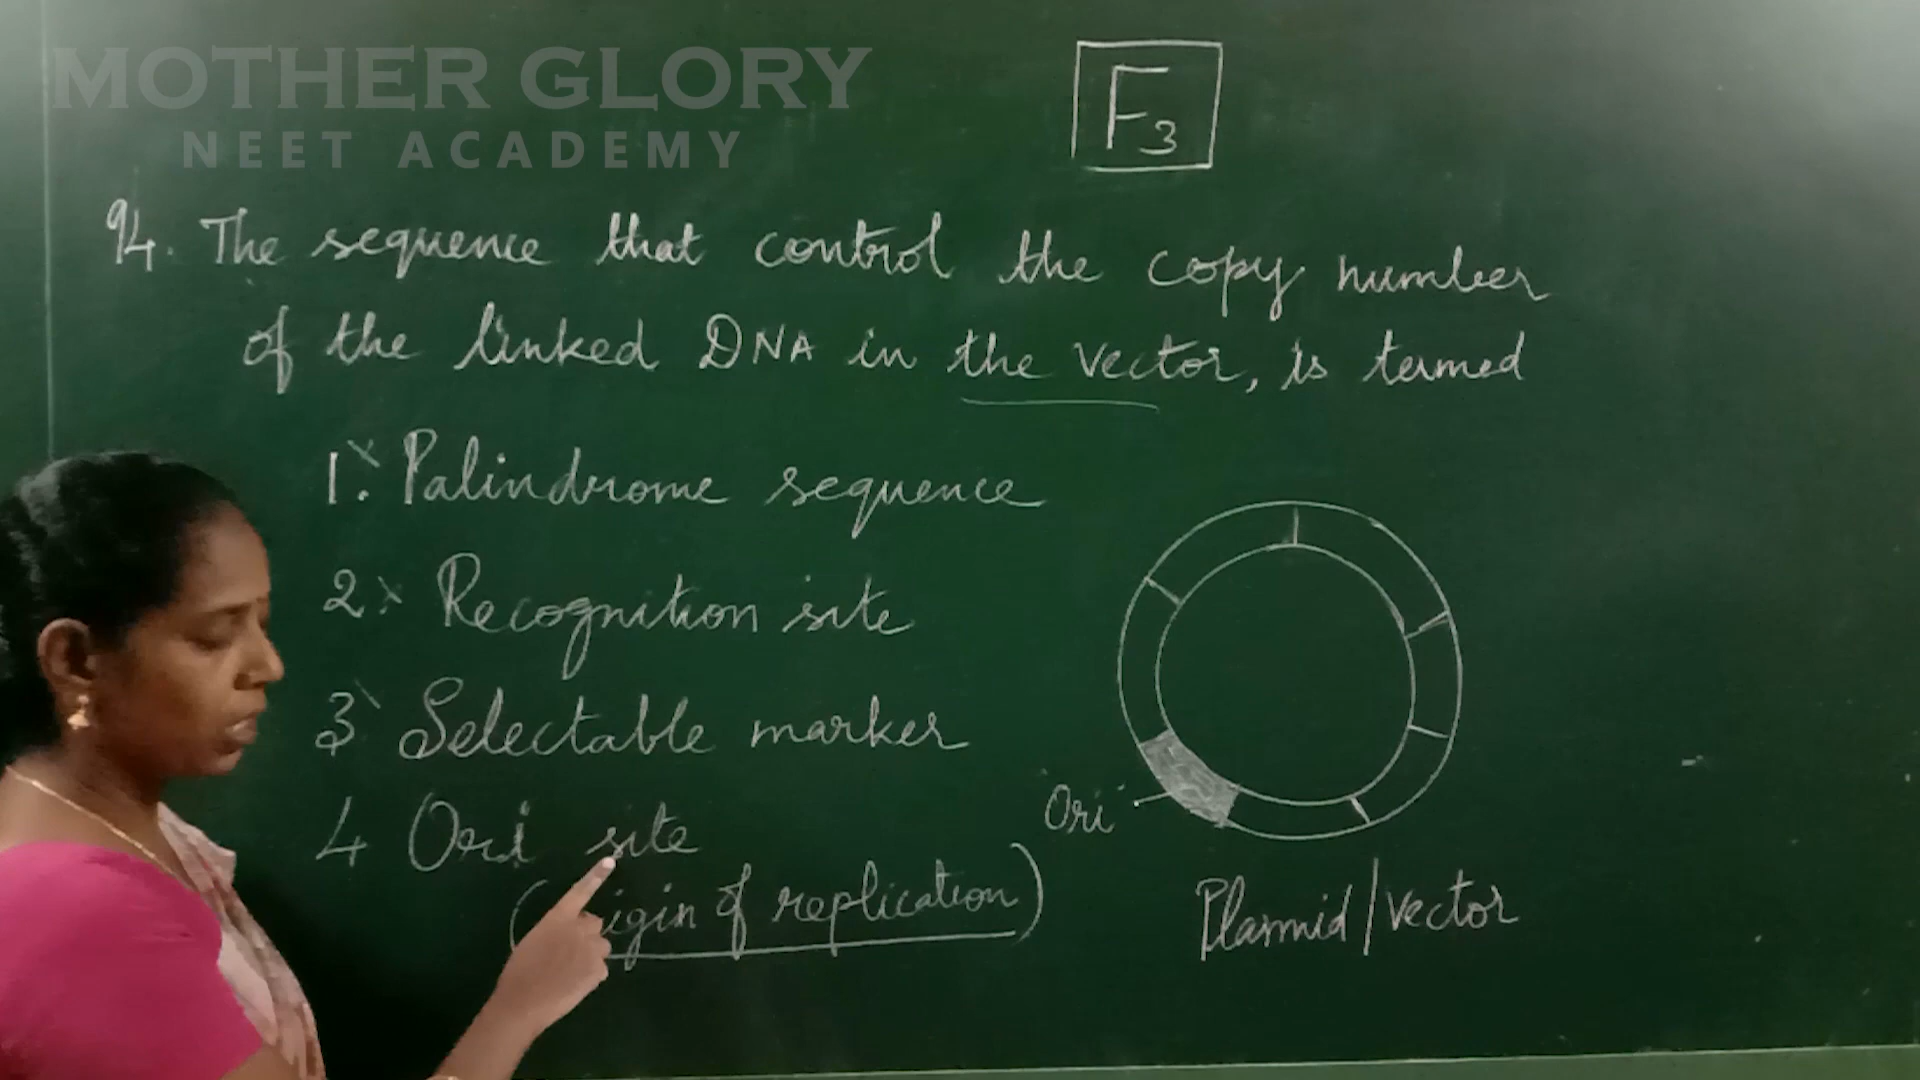 MOTHER GLORY
NEET ACADEMY
F3
94. The sequence that control the copy number
of the linked DNA in the vector, is termed
1. Palindrome sequence
2. Recognition site
3 Selectable marker
4 Ori site
(origin of replication)
Ori
Plasmid/vector